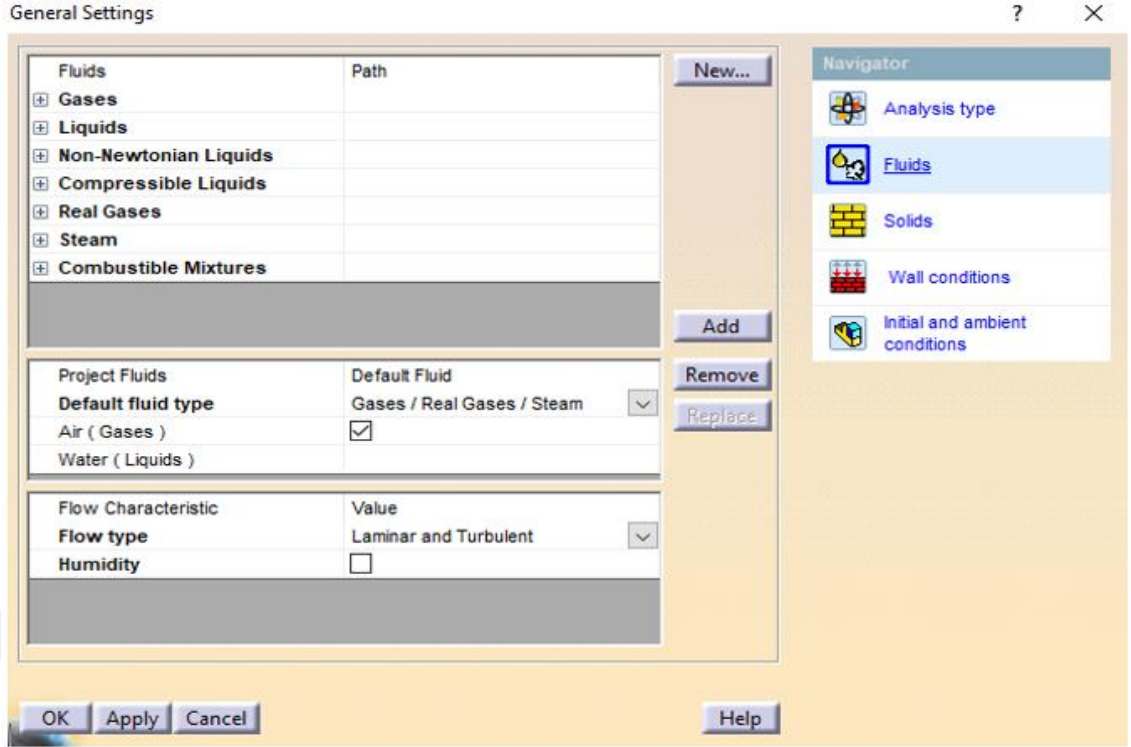 General Settings
?
Fluids Path
Gases
Liquids
Non-Newtonian Liquids
Compressible Liquids
Real Gases
Steam
Combustible Mixtures
New...
Add
Project Fluids Default Fluid
Default fluid type Gases / Real Gases / Steam
Air ( Gases )
Water ( Liquids )
Remove
Replace
Flow Characteristic Value
Flow type Laminar and Turbulent
Humidity
OK Apply Cancel Help
Navigator
Analysis type
Fluids
Solids
Wall conditions
Initial and ambient
conditions